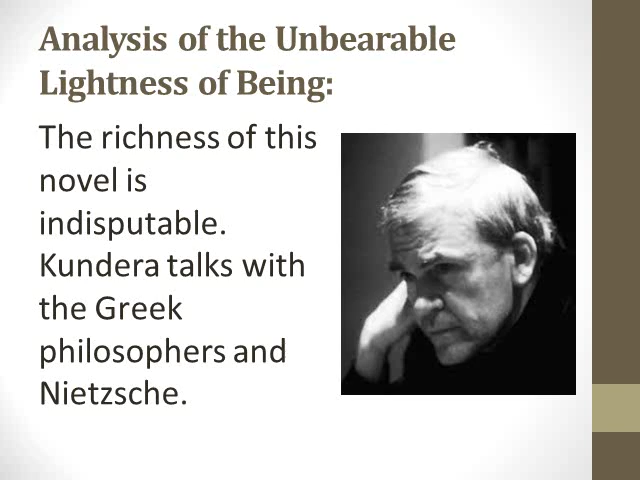 Analysis of the Unbearable
Lightness of Being:
The richness of this
novel is
indisputable.
Kundera talks with
the Greek
philosophers and
Nietzsche.